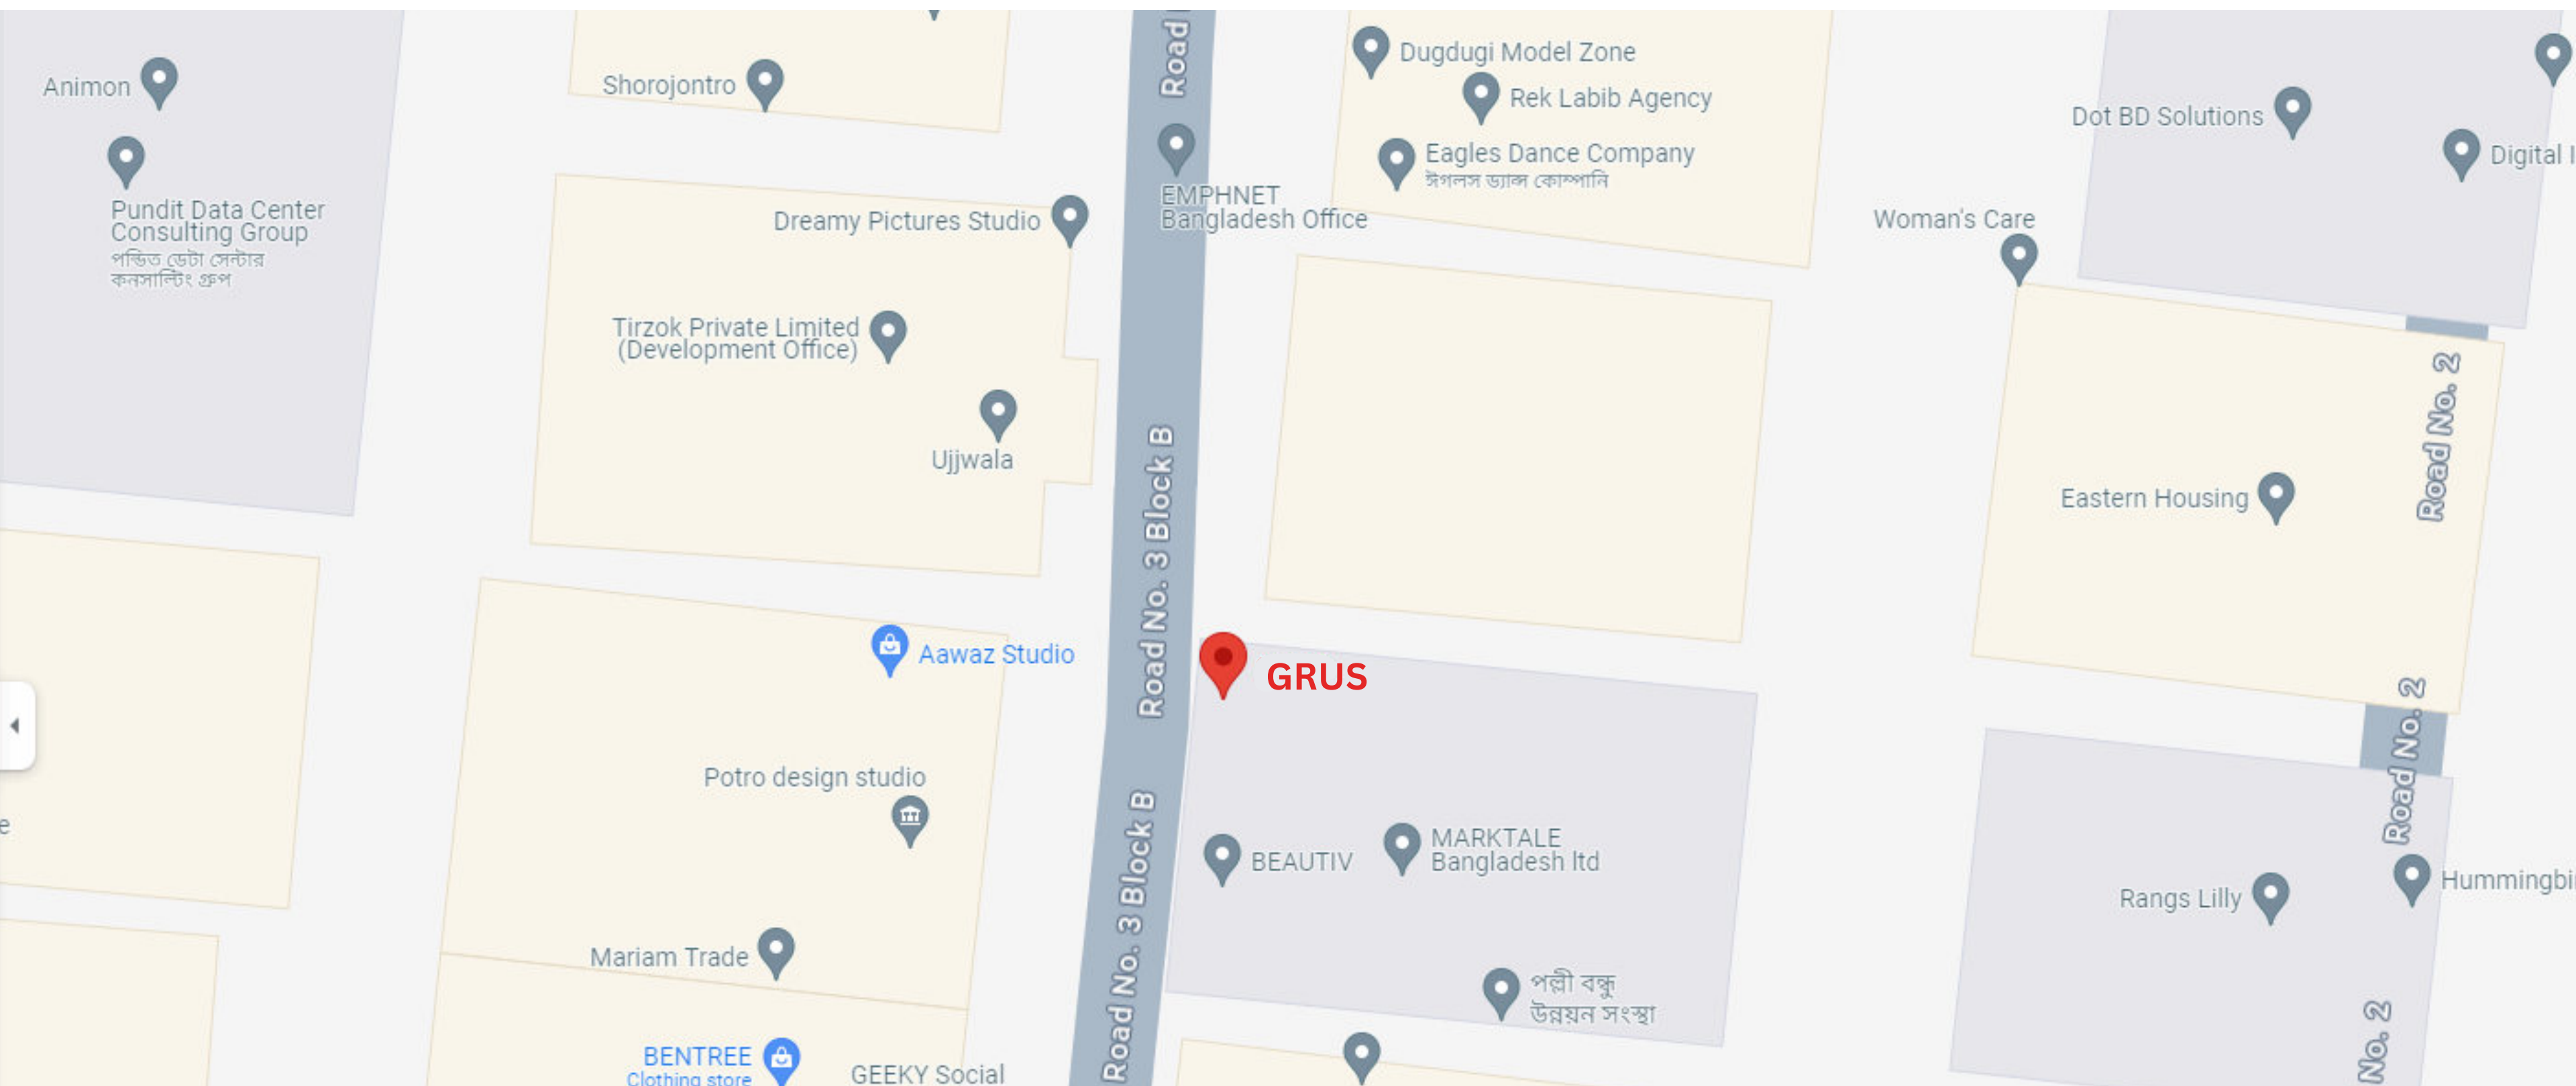 Road
Dugdugi Model Zone
Animon
Shorojontro
Rek Labib Agency
Dot BD Solutions
Eagles Dance Company
ঈগলস ড্যান্স কোম্পানি
Digital
Pundit Data Center
Consulting Group
পন্ডিত ডেটা সেন্টার
কনসাল্টিং গ্রুপ
Dreamy Pictures Studio
EMPHNET
Bangladesh Office
Woman's Care
Tirzok Private Limited
(Development Office)
Ujjwala
Road No. 3 Block B
Road No. 2
Eastern Housing
Aawaz Studio
GRUS
Road No. 2
Potro design studio
Road No. 3 Block B
BEAUTIV
MARKTALE
Bangladesh ltd
Rangs Lilly
Hummingbi
Mariam Trade
পল্লী বন্ধু
উন্নয়ন সংস্থা
BENTREE
Clothing store
GEEKY Social
No. 2